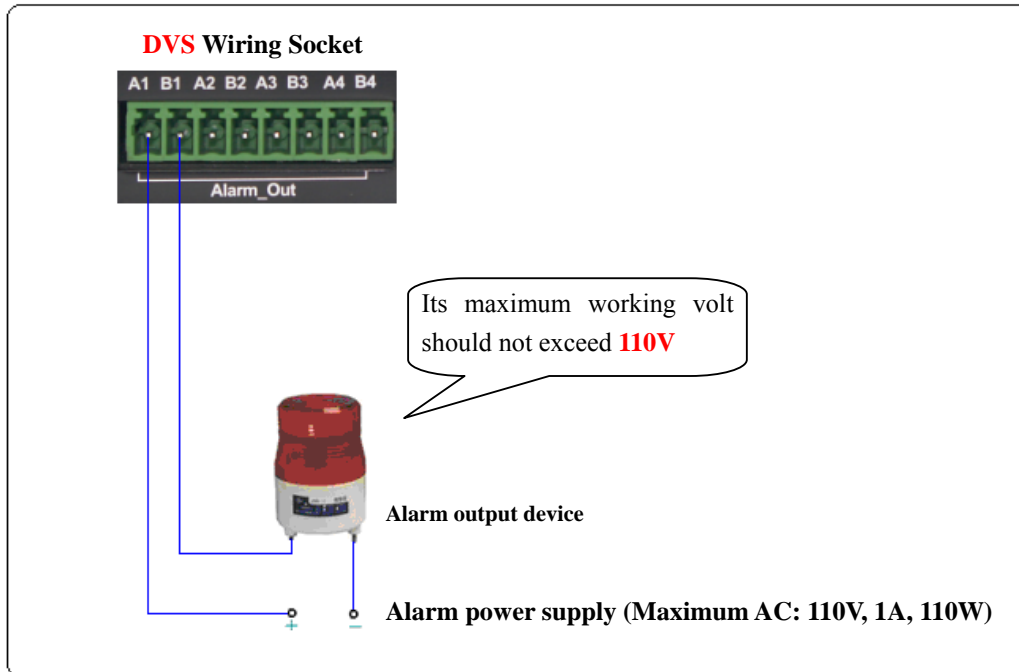 DVS Wiring Socket
A1 B1 A2 B2 A3 B3 A4 B4
Alarm_Out
Its maximum working volt
should not exceed 110V
Alarm output device
+ −
Alarm power supply (Maximum AC: 110V, 1A, 110W)